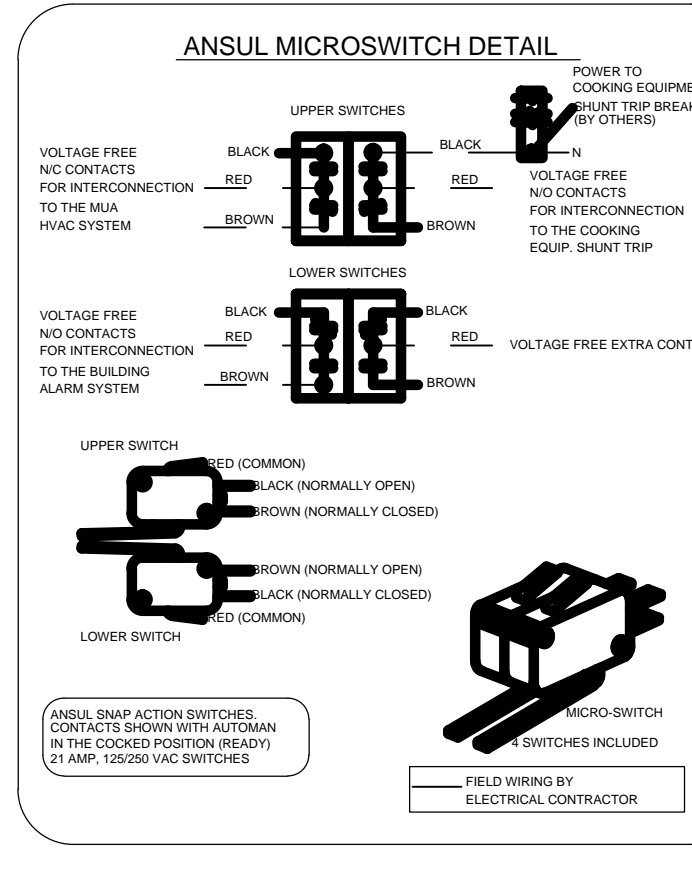 ANSUL MICROSWITCH DETAIL
POWER TO
COOKING EQUIPME
SHUNT TRIP BREAK
(BY OTHERS)
UPPER SWITCHES
VOLTAGE FREE
N/C CONTACTS
FOR INTERCONNECTION
TO THE MUA
HVAC SYSTEM
BLACK
RED
BROWN
BLACK
N
RED
BROWN
VOLTAGE FREE
N/O CONTACTS
FOR INTERCONNECTION
TO THE COOKING
EQUIP. SHUNT TRIP
LOWER SWITCHES
VOLTAGE FREE
N/O CONTACTS
FOR INTERCONNECTION
TO THE BUILDING
ALARM SYSTEM
BLACK
RED
BROWN
BLACK
RED
BROWN
VOLTAGE FREE EXTRA CONT
UPPER SWITCH
RED (COMMON)
BLACK (NORMALLY OPEN)
BROWN (NORMALLY CLOSED)
BROWN (NORMALLY OPEN)
BLACK (NORMALLY CLOSED)
RED (COMMON)
LOWER SWITCH
MICRO-SWITCH
4 SWITCHES INCLUDED
ANSUL SNAP ACTION SWITCHES.
CONTACTS SHOWN WITH AUTOMAN
IN THE COCKED POSITION (READY)
21 AMP, 125/250 VAC SWITCHES
FIELD WIRING BY
ELECTRICAL CONTRACTOR